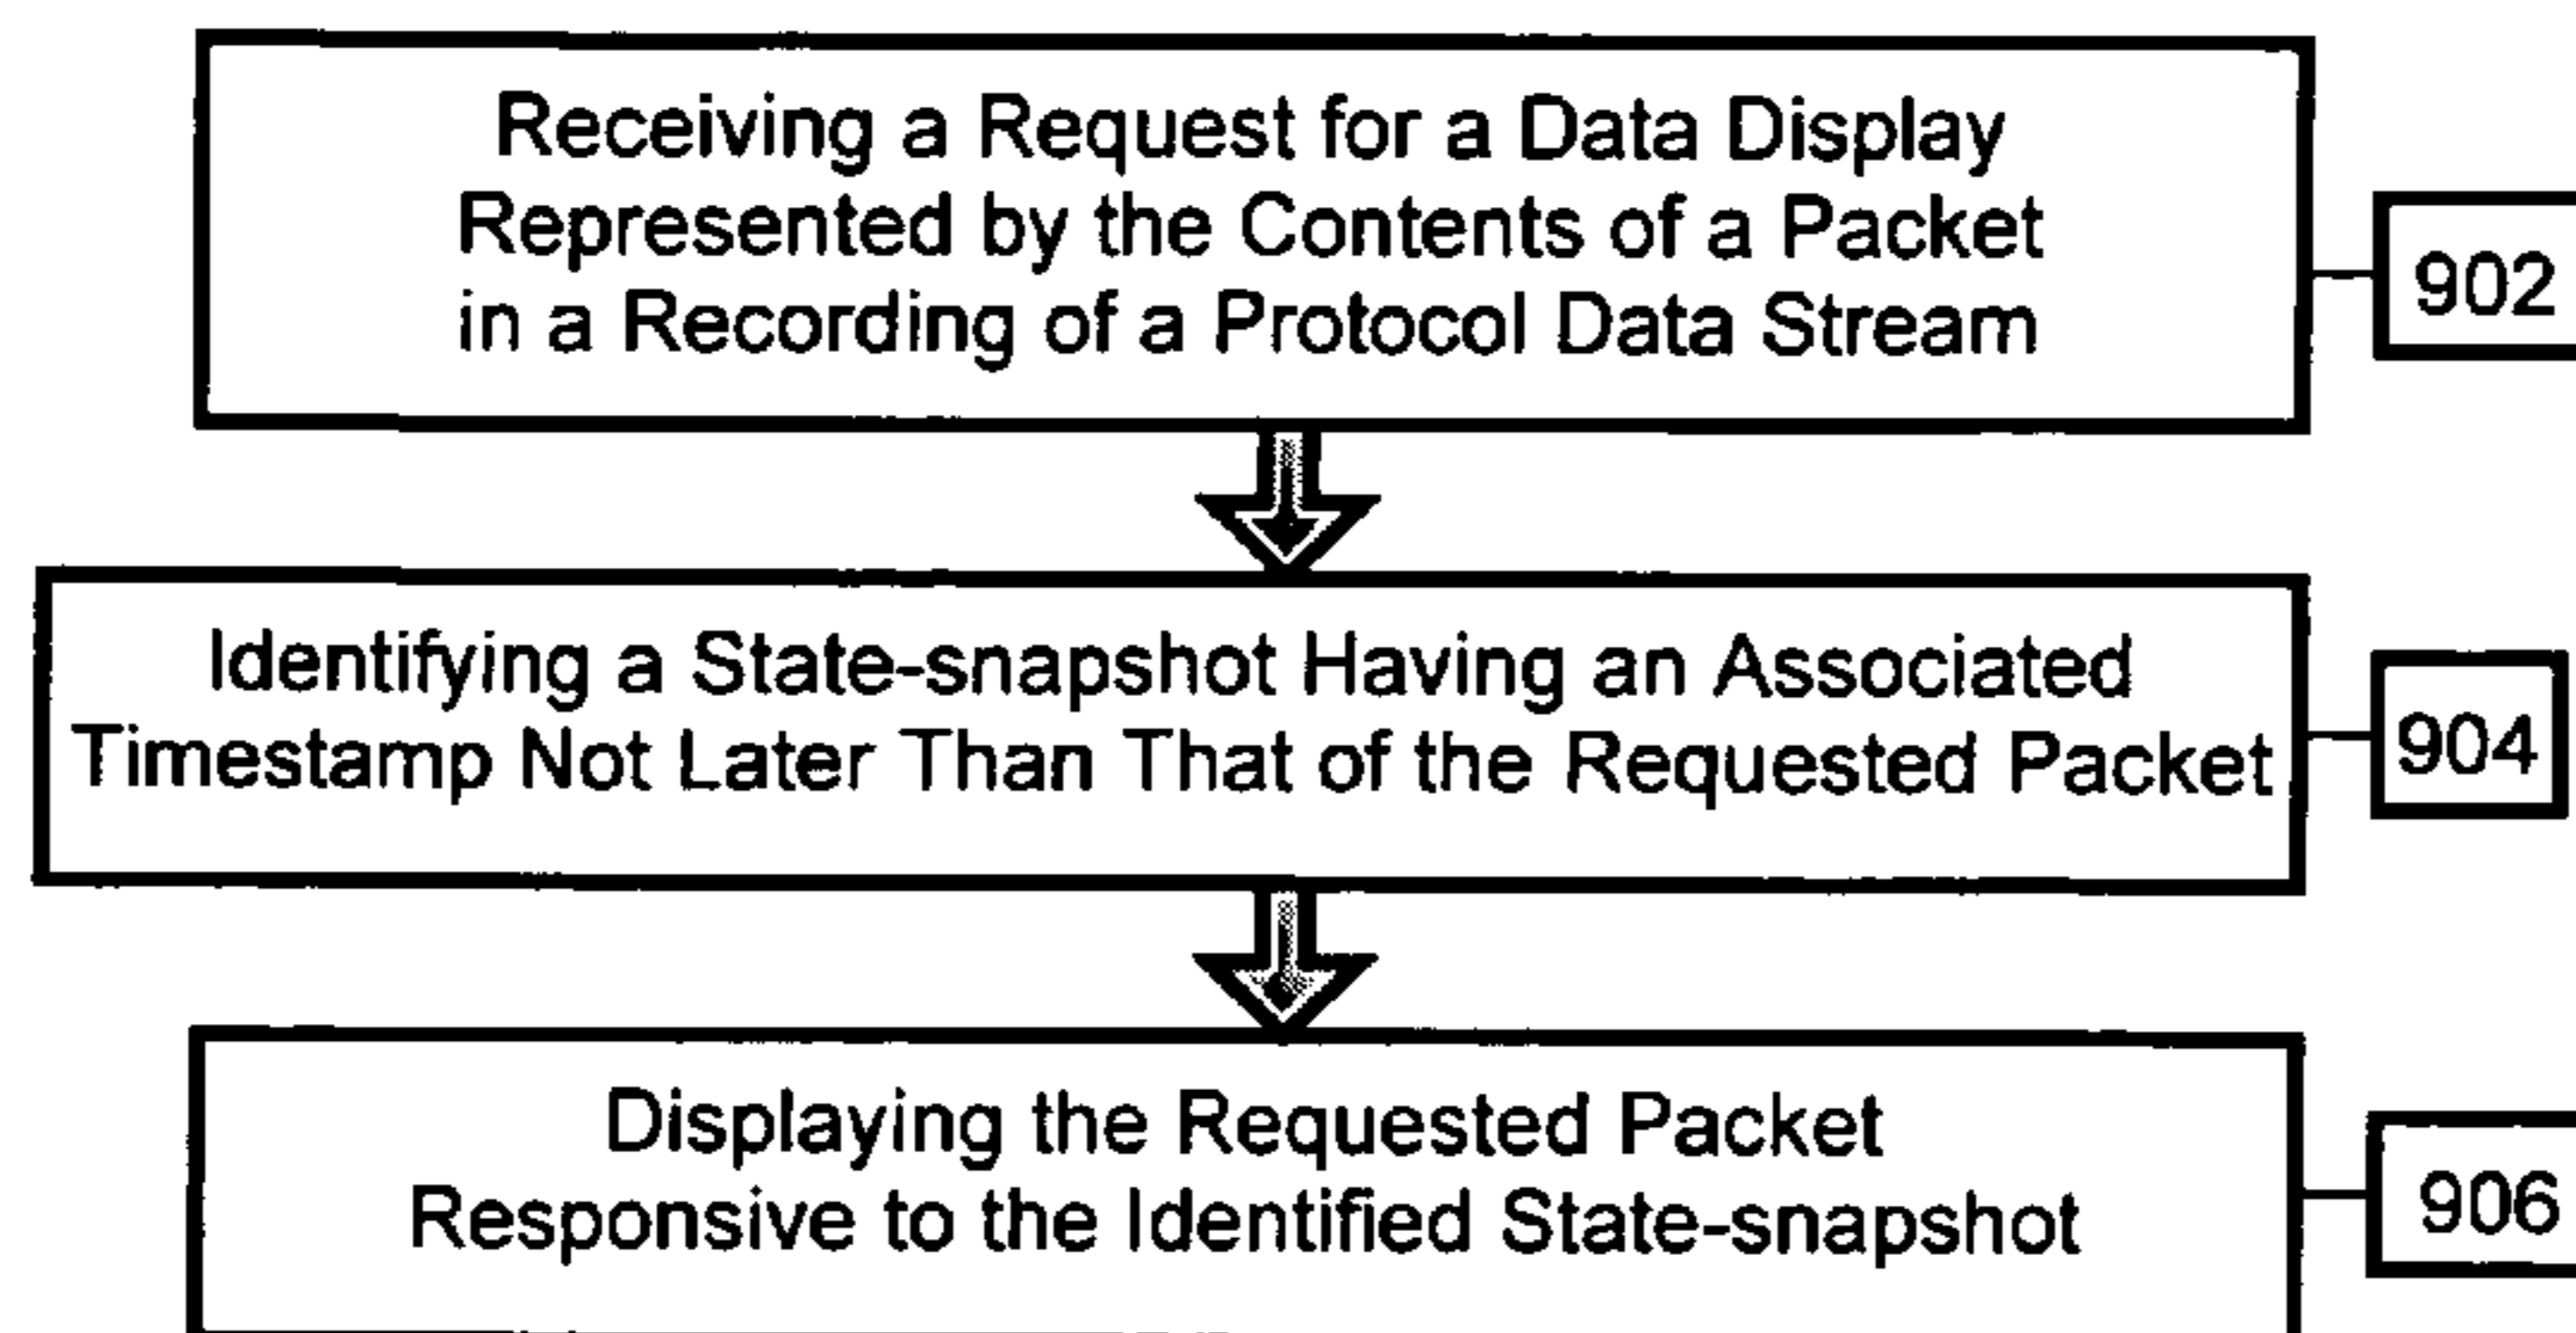 Receiving a Request for a Data Display
Represented by the Contents of a Packet
in a Recording of a Protocol Data Stream
902
Identifying a State-snapshot Having an Associated
Timestamp Not Later Than That of the Requested Packet
904
Displaying the Requested Packet
Responsive to the Identified State-snapshot
906